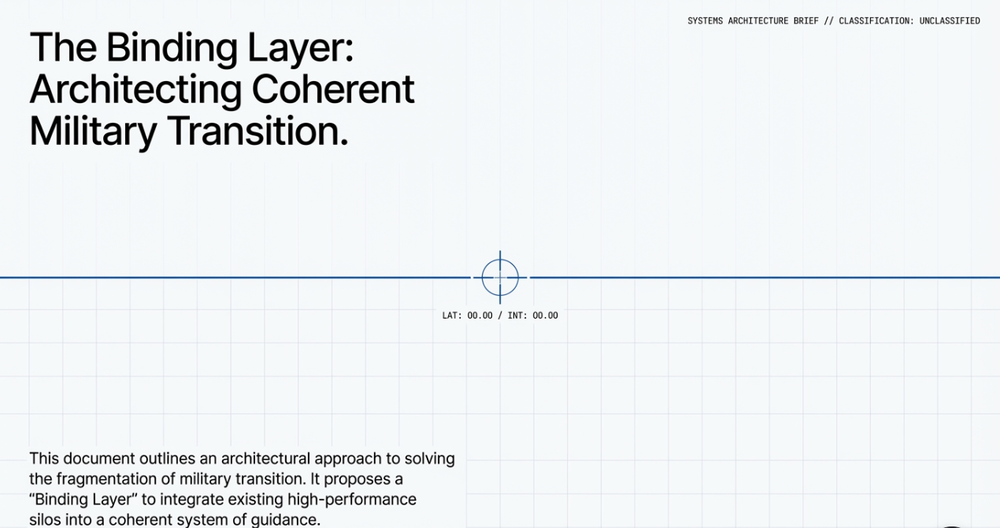 SYSTEMS ARCHITECTURE BRIEF // CLASSIFICATION: UNCLASSIFIED
The Binding Layer:
Architecting Coherent
Military Transition.
LAT: 00.00 / INT: 00.00
This document outlines an architectural approach to solving
the fragmentation of military transition. It proposes a
“Binding Layer” to integrate existing high-performance
silos into a coherent system of guidance.